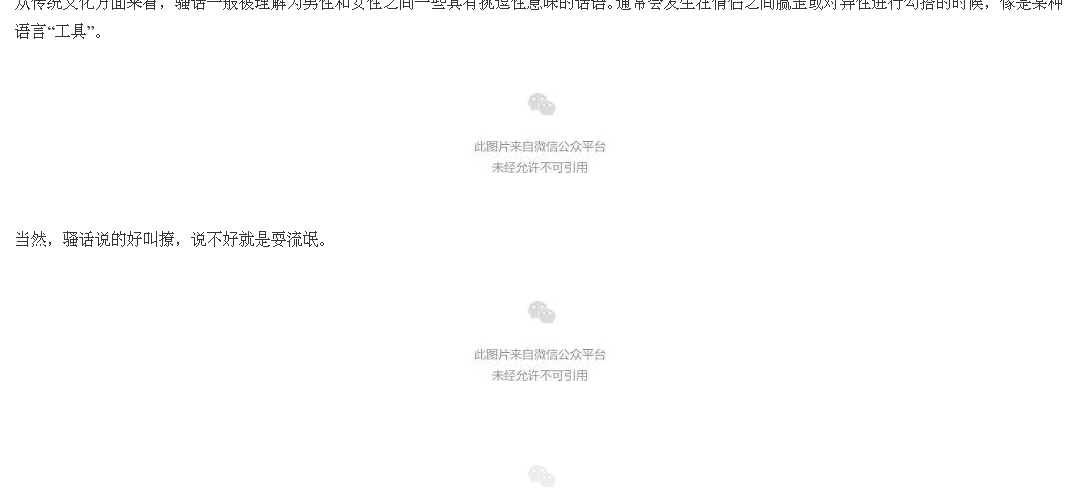 从传统文化方面来看，骚话一般被理解为男性和女性之间一些具有挑逗性意味的话语。通常会发生在情侣之间腻歪或对异性进行勾搭的时候，像是某种
语言“工具”。
此图片来自微信公众平台
未经允许不可引用
当然，骚话说的好叫撩，说不好就是耍流氓。
此图片来自微信公众平台
未经允许不可引用